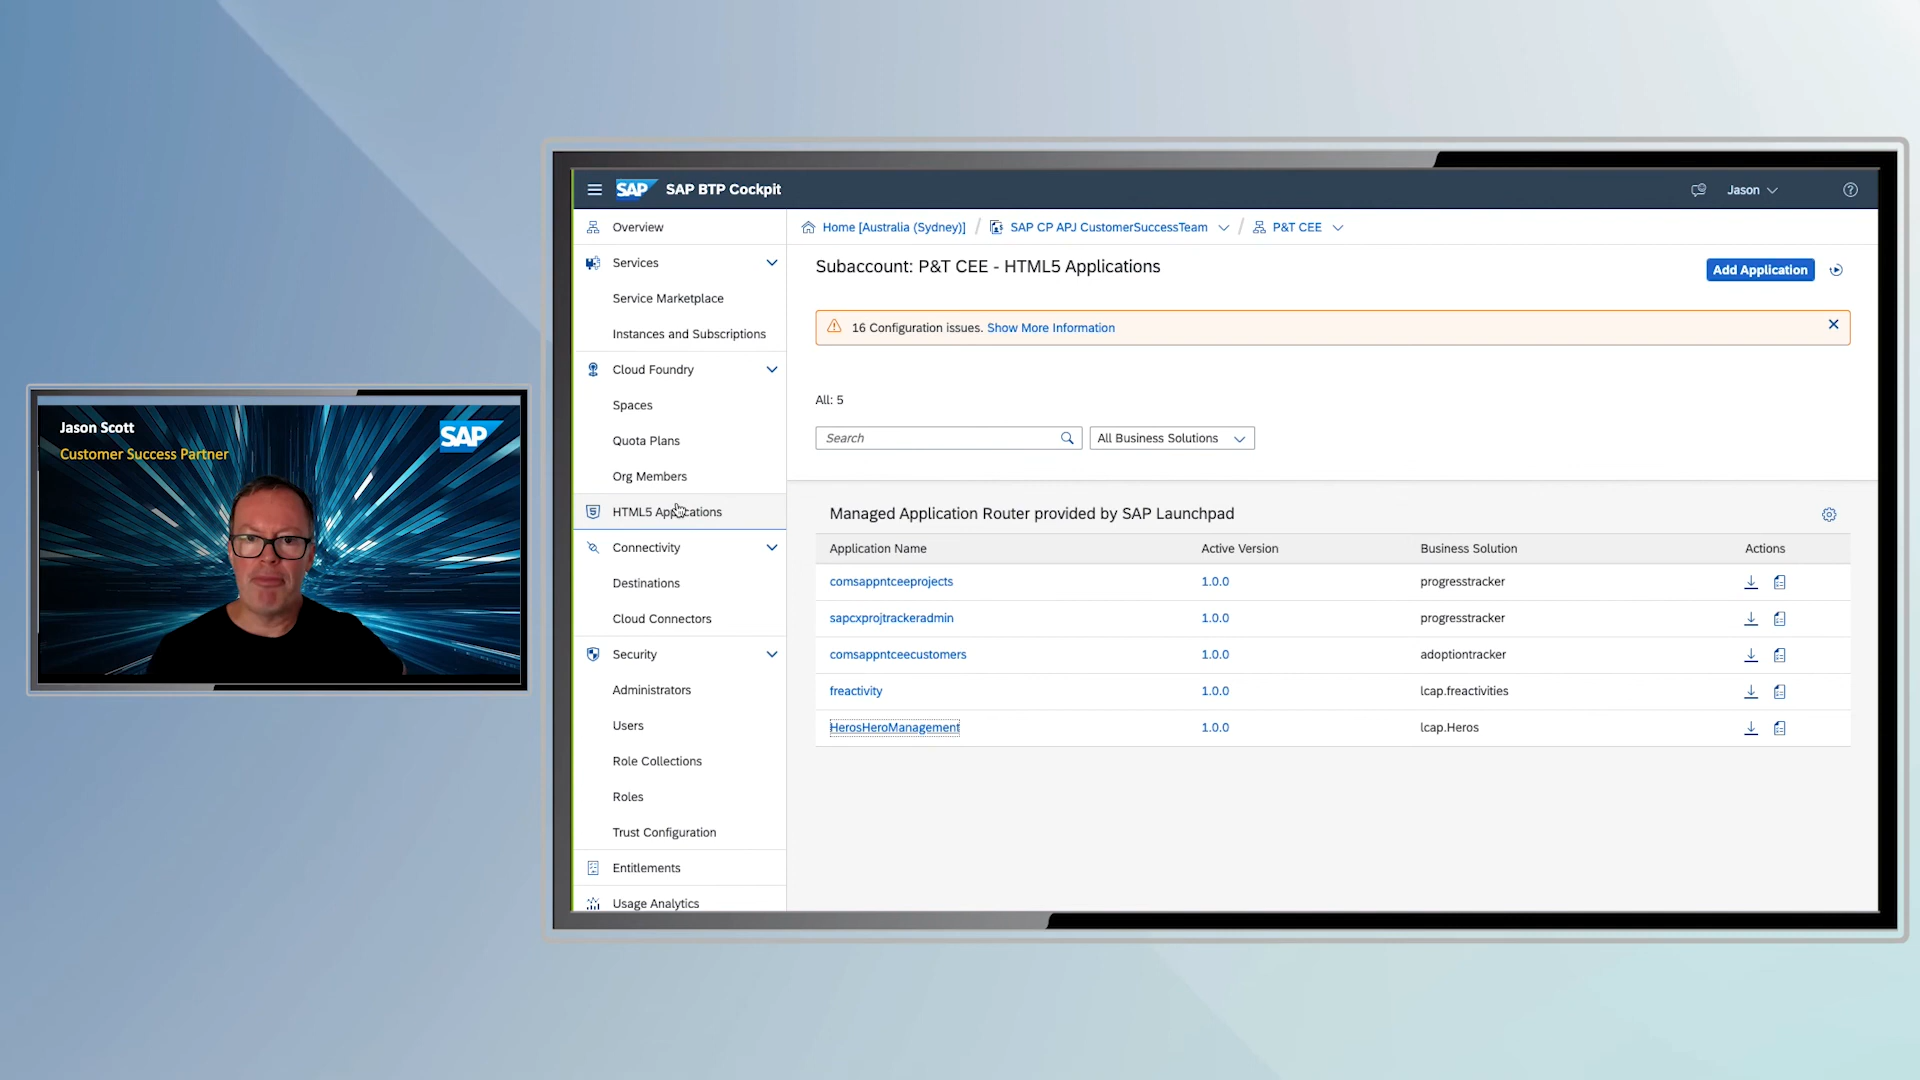 Jason Scott
SAP
Customer Success Partner
SAP SAP BTP Cockpit
Jason
Overview
Services
Service Marketplace
Instances and Subscriptions
Cloud Foundry
Spaces
Quota Plans
Org Members
HTML5 Applications
Connectivity
Destinations
Cloud Connectors
Security
Administrators
Users
Role Collections
Roles
Trust Configuration
Entitlements
Usage Analytics
Home [Australia (Sydney)] / SAP CP APJ CustomerSuccessTeam / P&T CEE
Subaccount: P&T CEE - HTML5 Applications
Add Application
16 Configuration issues. Show More Information
All: 5
Search
All Business Solutions
Managed Application Router provided by SAP Launchpad
Application Name Active Version Business Solution Actions
comsappntceeprojects 1.0.0 progresstracker
sapcxprojtrackeradmin 1.0.0 progresstracker
comsappntceecustomers 1.0.0 adoptiontracker
freactivity 1.0.0 lcap.freactivities
HerosHeroManagement 1.0.0 lcap.Heros